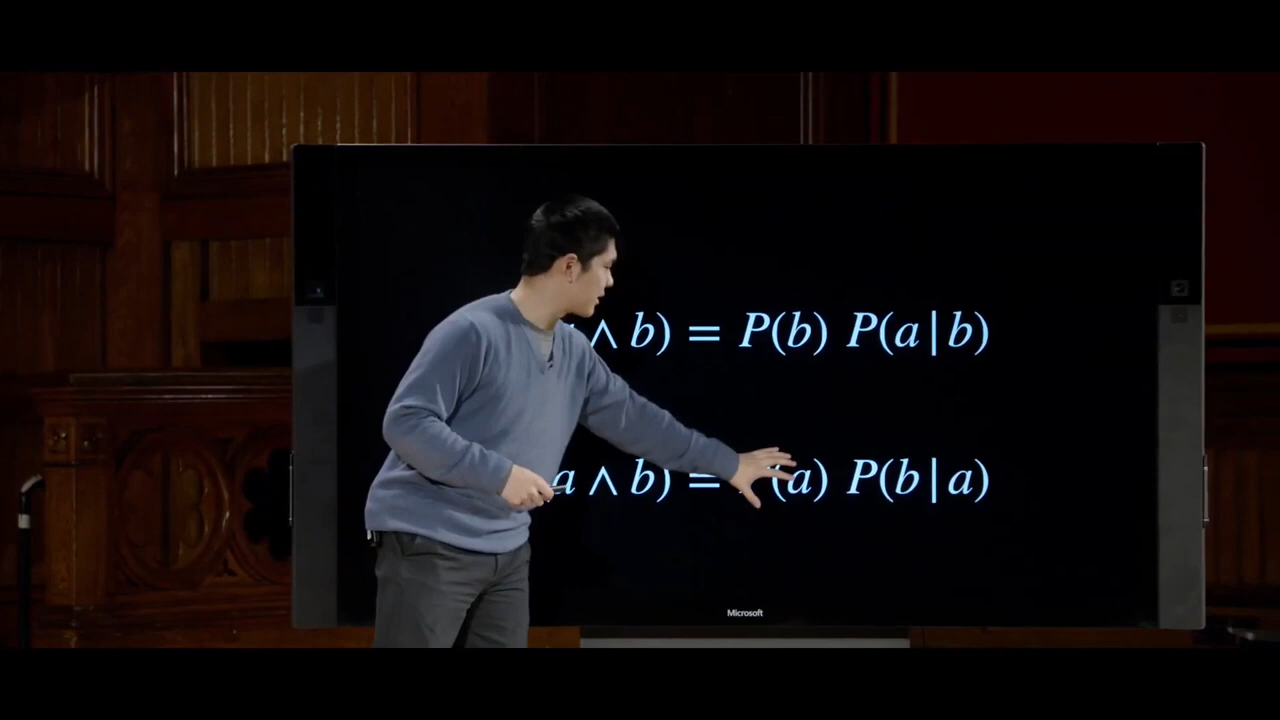 ∧ b) = P(b) P(a|b)
a ∧ b) = (a) P(b|a)
Microsoft